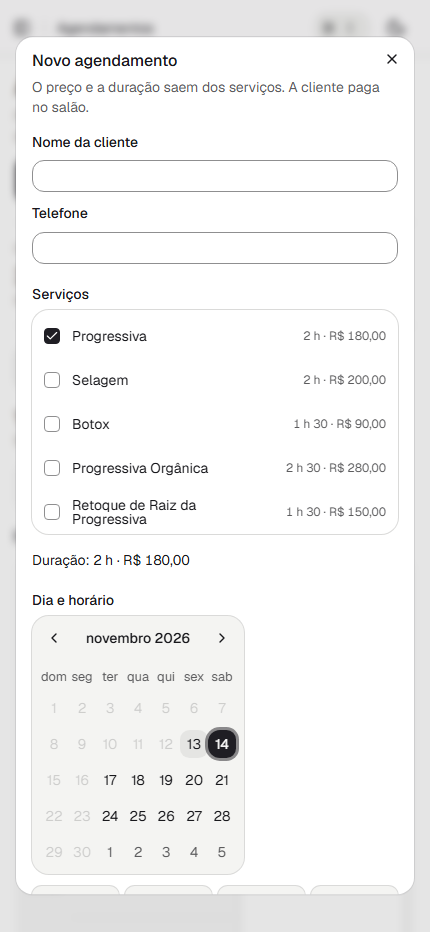 Agendamentos
Novo agendamento
O preço e a duração saem dos serviços. A cliente paga
no salão.
Nome da cliente
Telefone
Serviços
Progressiva 2 h · R$ 180,00
Selagem 2 h · R$ 200,00
Botox 1 h 30 · R$ 90,00
Progressiva Orgânica 2 h 30 · R$ 280,00
Retoque de Raiz da
Progressiva 1 h 30 · R$ 150,00
Duração: 2 h · R$ 180,00
Dia e horário
novembro 2026
dom seg ter qua qui sex sab
1 2 3 4 5 6 7
8 9 10 11 12 13 14
15 16 17 18 19 20 21
22 23 24 25 26 27 28
29 30 1 2 3 4 5